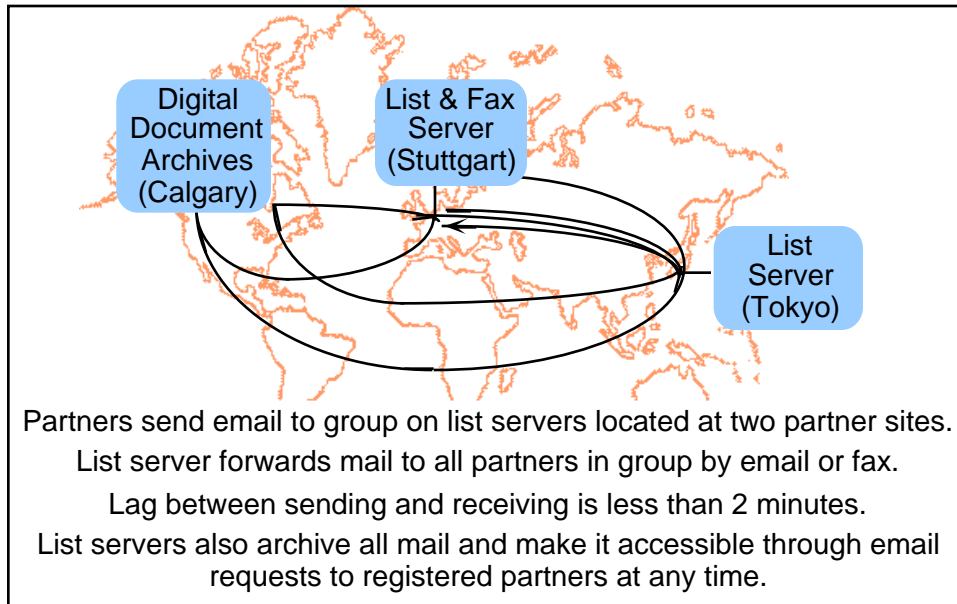 Digital
Document
Archives
(Calgary)
List & Fax
Server
(Stuttgart)
List
Server
(Tokyo)
Partners send email to group on list servers located at two partner sites.
List server forwards mail to all partners in group by email or fax.
Lag between sending and receiving is less than 2 minutes.
List servers also archive all mail and make it accessible through email
requests to registered partners at any time.